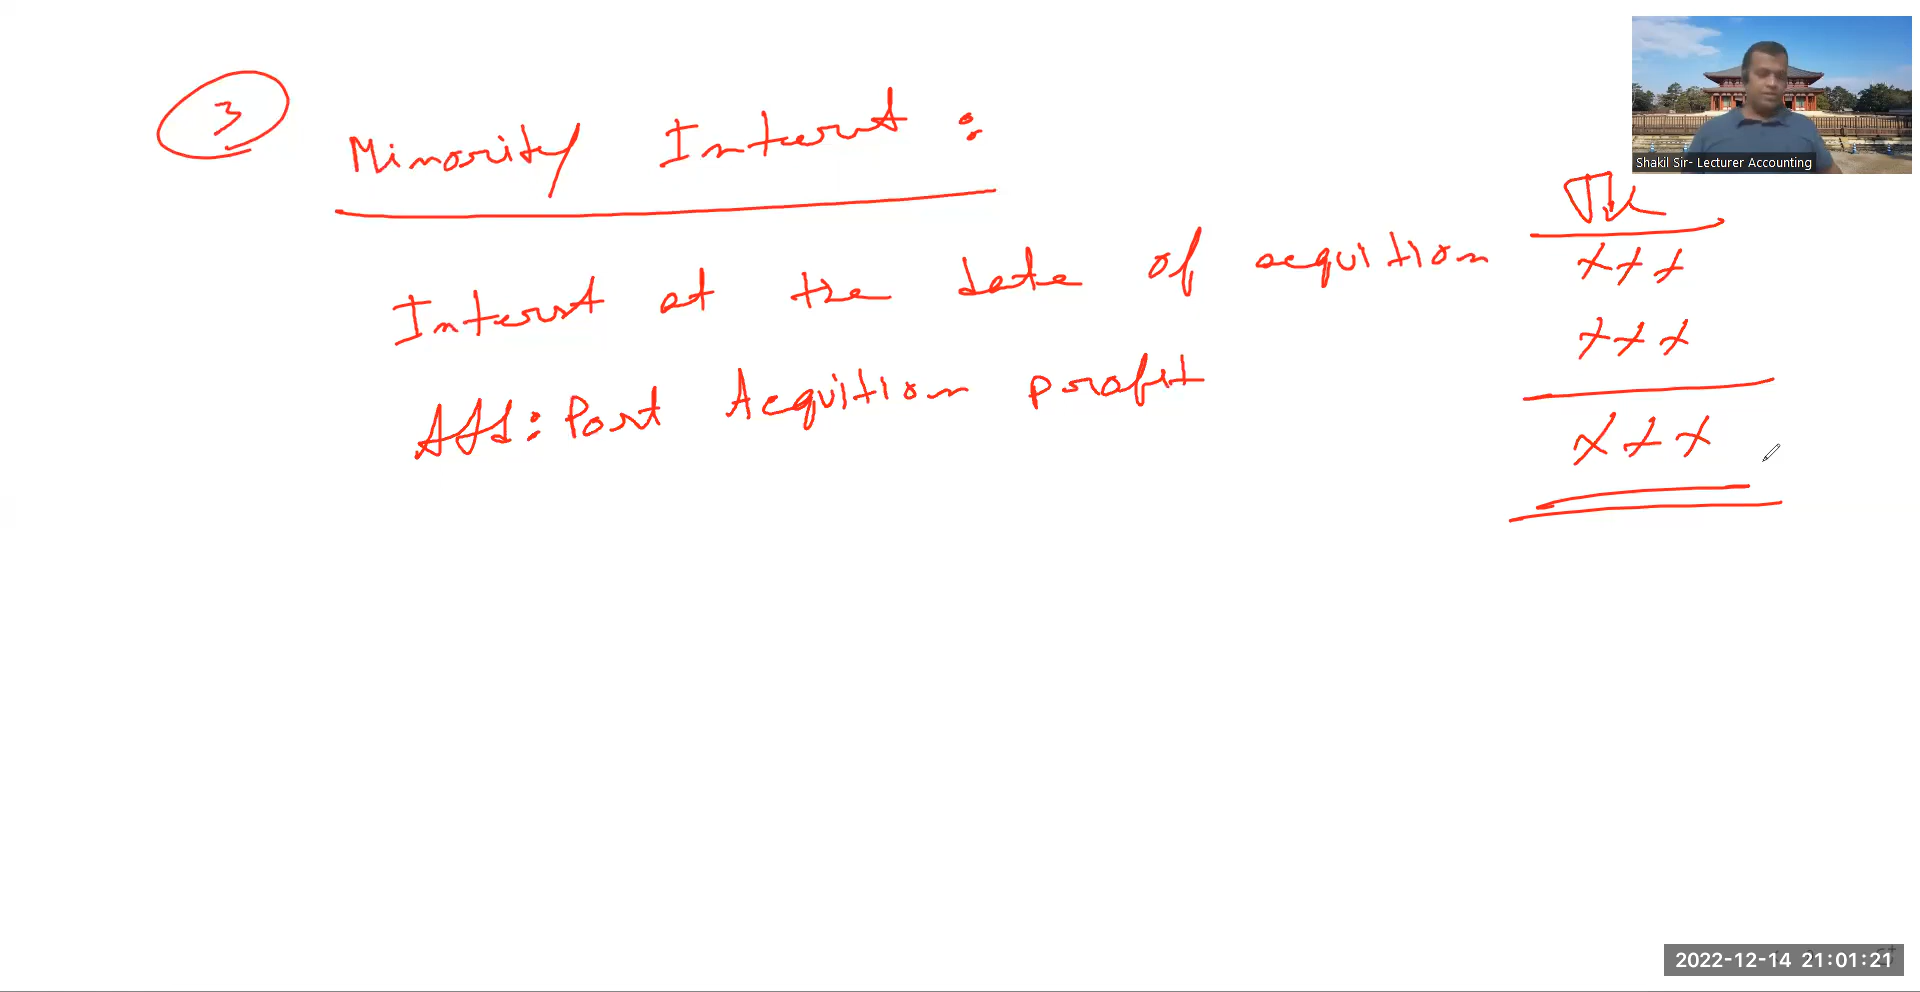 3
Minority Interest :
Tk
Interest at the date of acquition xxx
Add: Post Acquition profit xxx
xxx
Shakil Sir- Lecturer Accounting
2022-12-14 21:01:21